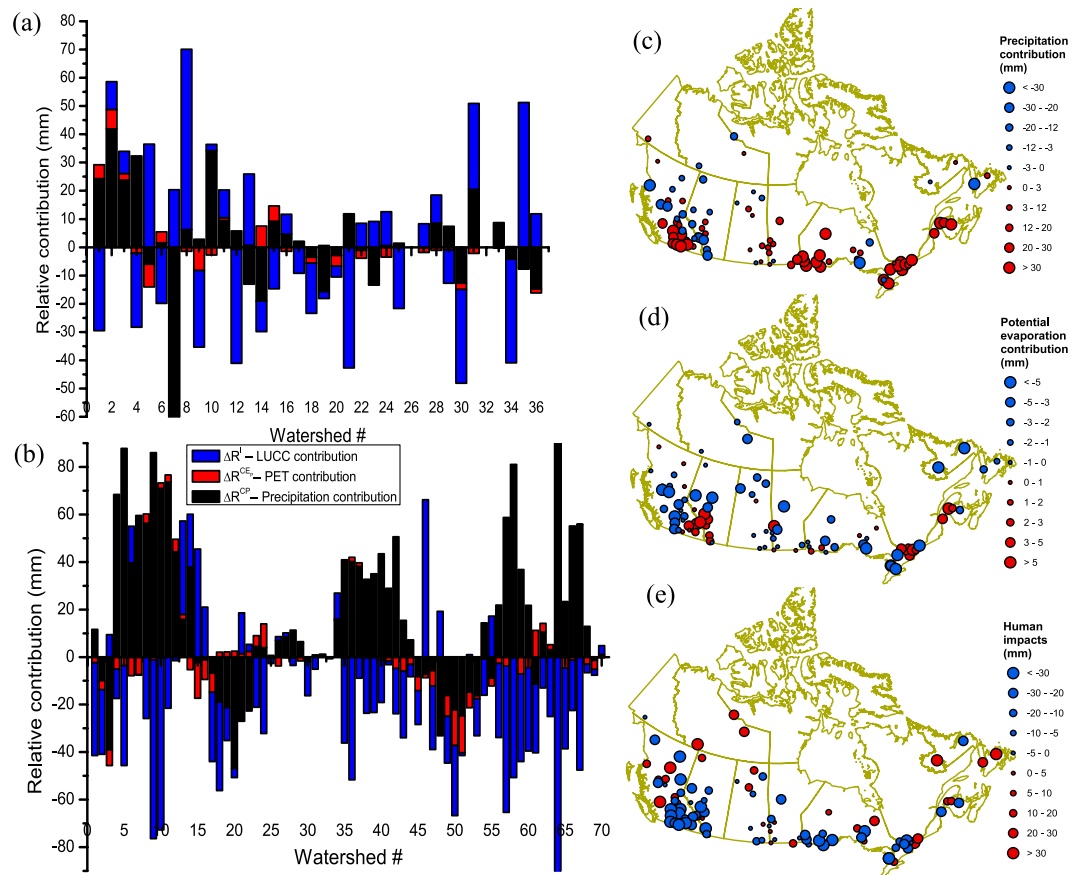 (a)
80
70
60
50
40
30
20
10
0
-10
-20
-30
-40
-50
-60
Relative contribution (mm)
0 2 4 6 8 10 12 14 16 18 20 22 24 26 28 30 32 34 36
Watershed #
(b)
ΔR^I – LUCC contribution
ΔR^CEp – PET contribution
ΔR^CP – Precipitation contribution
80
60
40
20
0
-20
-40
-60
-80
Relative contribution (mm)
0 5 10 15 20 25 30 35 40 45 50 55 60 65 70
Watershed #
(c)
Precipitation
contribution
(mm)
< -30
-30 - -20
-20 - -12
-12 - -3
-3 - 0
0 - 3
3 - 12
12 - 20
20 - 30
> 30
(d)
Potential
evaporation
contribution
(mm)
< -5
-5 - -3
-3 - -2
-2 - -1
-1 - 0
0 - 1
1 - 2
2 - 3
3 - 5
> 5
(e)
Human
impacts
(mm)
< -30
-30 - -20
-20 - -10
-10 - -5
-5 - 0
0 - 5
5 - 10
10 - 20
20 - 30
> 30